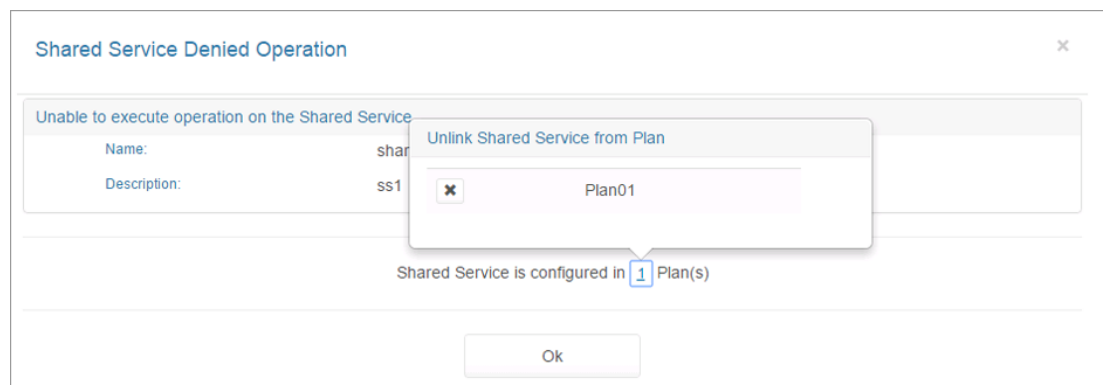 Shared Service Denied Operation
Unable to execute operation on the Shared Service
Unlink Shared Service from Plan
Name:
shar
Description:
ss1
Plan01
Shared Service is configured in 1 Plan(s)
Ok